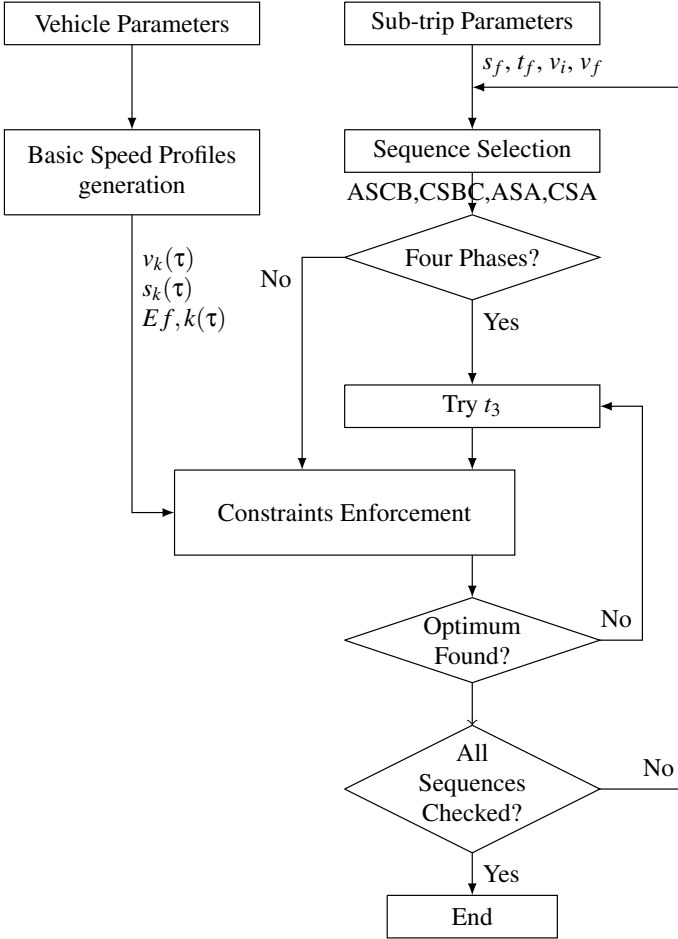 Vehicle Parameters
Sub-trip Parameters
s_f, t_f, v_i, v_f
Basic Speed Profiles
generation
Sequence Selection
ASCB,CSBC,ASA,CSA
v_k(τ)
s_k(τ)
Ef,k(τ)
No
Four Phases?
Yes
Try t_3
Constraints Enforcement
Optimum
Found?
No
All
Sequences
Checked?
No
Yes
End